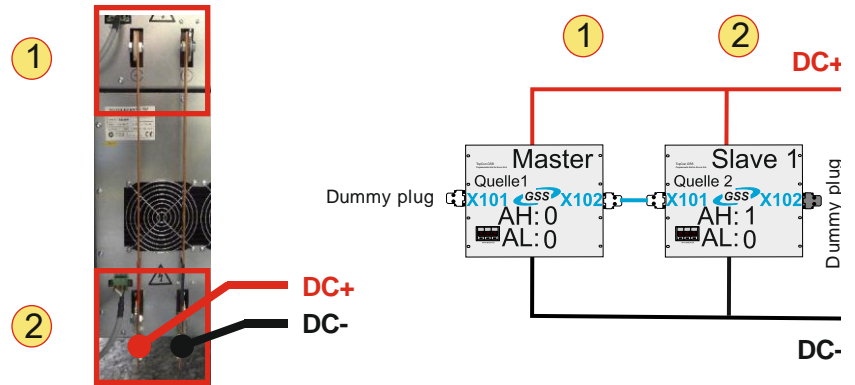 1
2
DC+
DC-
1
2
DC+
Dummy plug
Master
Quelle1
X101 GSS X102
AH:0
AL:0
Slave 1
Quelle 2
X101 GSS X102
AH:1
AL:0
Dummy plug
DC-